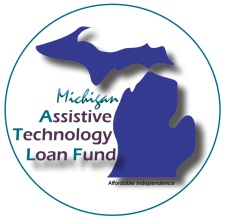 Michigan
Assistive
Technology
Loan Fund
Affordable Independence